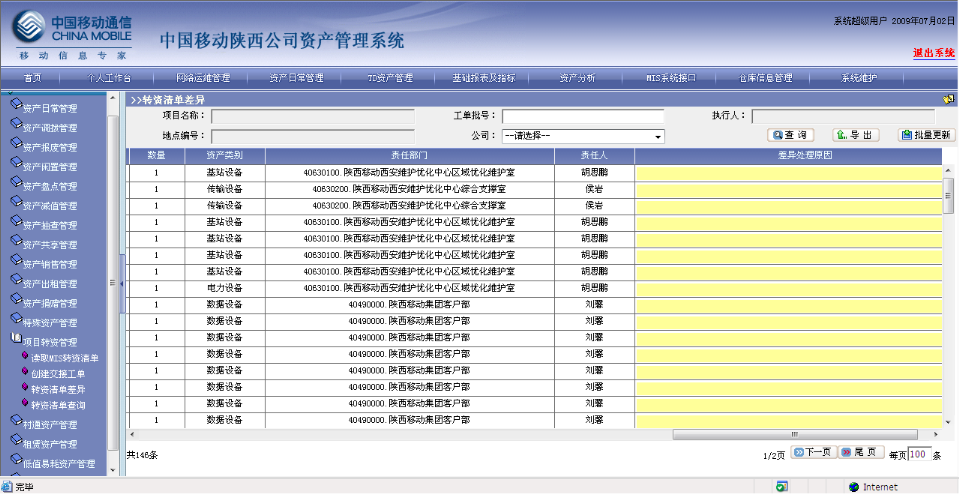 中国移动通信
CHINA MOBILE
移 动 信 息 专 家
中国移动陕西公司资产管理系统
系统超级用户 2009年07月02日
退出系统
首页 个人工作台 网络运维管理 资产日常管理 TD资产管理 基础报表及指标 资产分析 MIS系统接口 仓库信息管理 系统维护
资产日常管理
资产调拨管理
资产报废管理
资产闲置管理
资产盘点管理
资产减值管理
资产抽查管理
资产共享管理
资产销售管理
资产出租管理
资产捐赠管理
特殊资产管理
项目转资管理
读取MIS转资清单
创建交接工单
转资清单差异
转资清单查询
村通资产管理
租赁资产管理
低值易耗资产管理
>>转资清单差异
项目名称： 工单批号： 执行人：
地点编号： 公司： --请选择-- 查 询 导 出 批量更新
数量 资产类别 责任部门 责任人 差异处理原因
1 基站设备 40630100.陕西移动西安维护优化中心区域优化维护室 胡思鹏
1 传输设备 40630200.陕西移动西安维护优化中心综合支撑室 侯岩
1 传输设备 40630200.陕西移动西安维护优化中心综合支撑室 侯岩
1 基站设备 40630100.陕西移动西安维护优化中心区域优化维护室 胡思鹏
1 基站设备 40630100.陕西移动西安维护优化中心区域优化维护室 胡思鹏
1 基站设备 40630100.陕西移动西安维护优化中心区域优化维护室 胡思鹏
1 基站设备 40630100.陕西移动西安维护优化中心区域优化维护室 胡思鹏
1 电力设备 40630100.陕西移动西安维护优化中心区域优化维护室 胡思鹏
1 数据设备 40490000.陕西移动集团客户部 刘馨
1 数据设备 40490000.陕西移动集团客户部 刘馨
1 数据设备 40490000.陕西移动集团客户部 刘馨
1 数据设备 40490000.陕西移动集团客户部 刘馨
1 数据设备 40490000.陕西移动集团客户部 刘馨
1 数据设备 40490000.陕西移动集团客户部 刘馨
1 数据设备 40490000.陕西移动集团客户部 刘馨
1 数据设备 40490000.陕西移动集团客户部 刘馨
共146条 1/2页 下一页 尾 页 每页 100 条
完毕 Internet